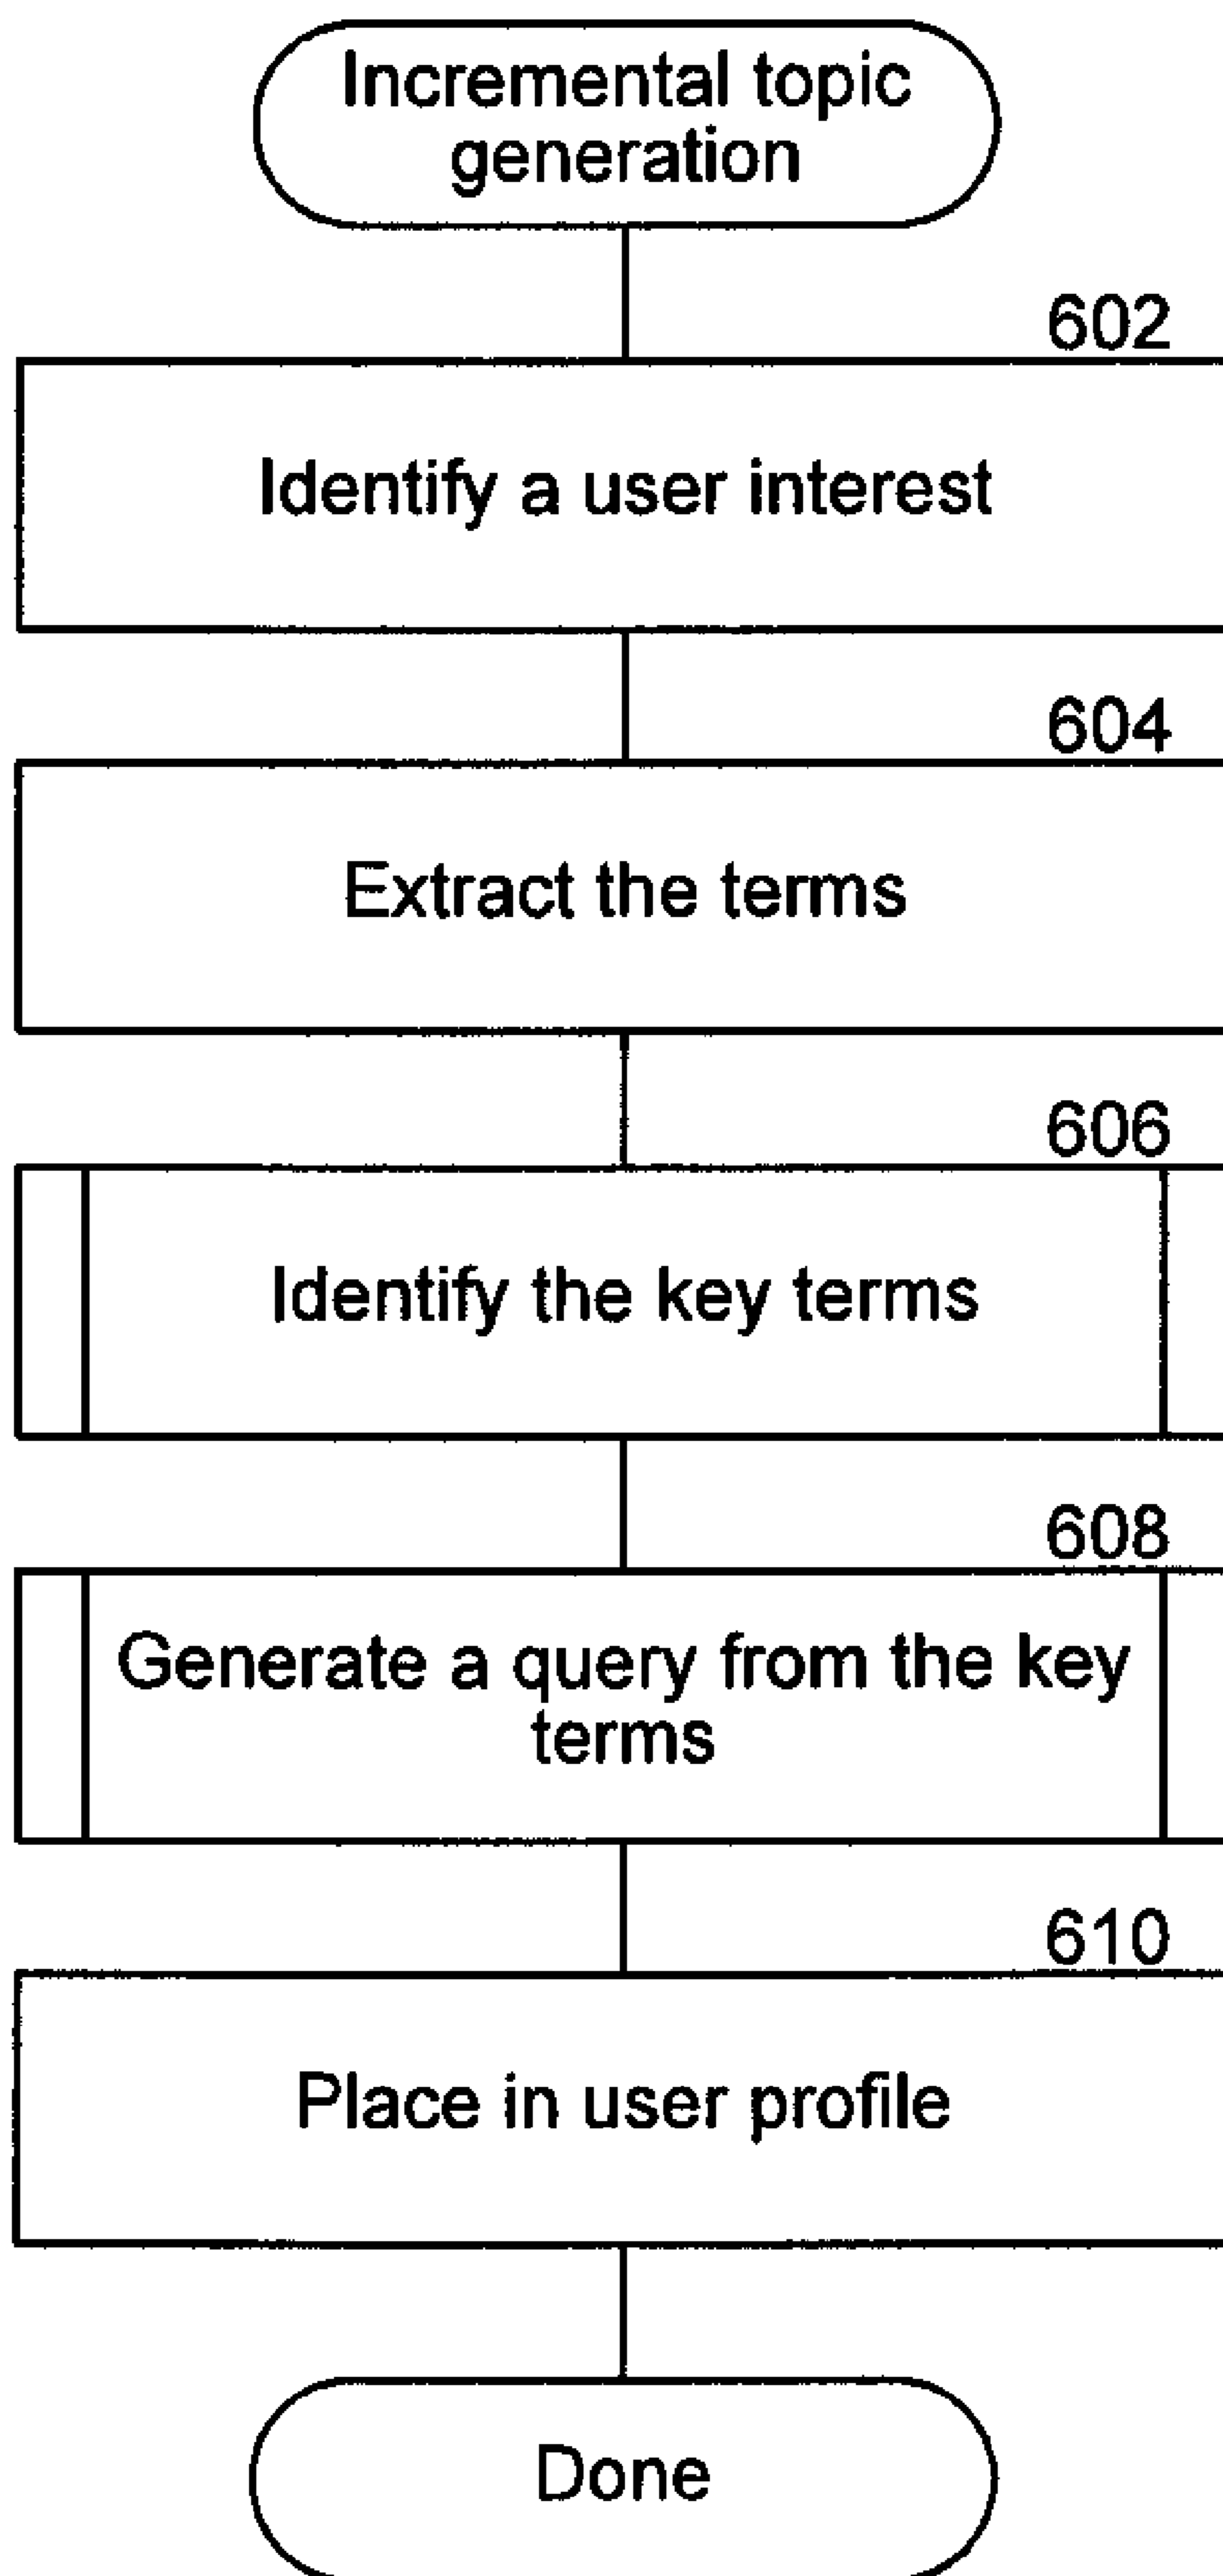 Incremental topic
generation
602
Identify a user interest
604
Extract the terms
606
Identify the key terms
608
Generate a query from the key
terms
610
Place in user profile
Done